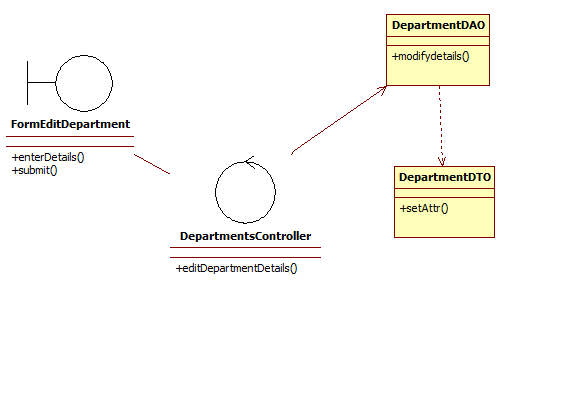 FormEditDepartment
+enterDetails()
+submit()
DepartmentsController
+editDepartmentDetails()
DepartmentDAO
+modifydetails()
DepartmentDTO
+setAttr()